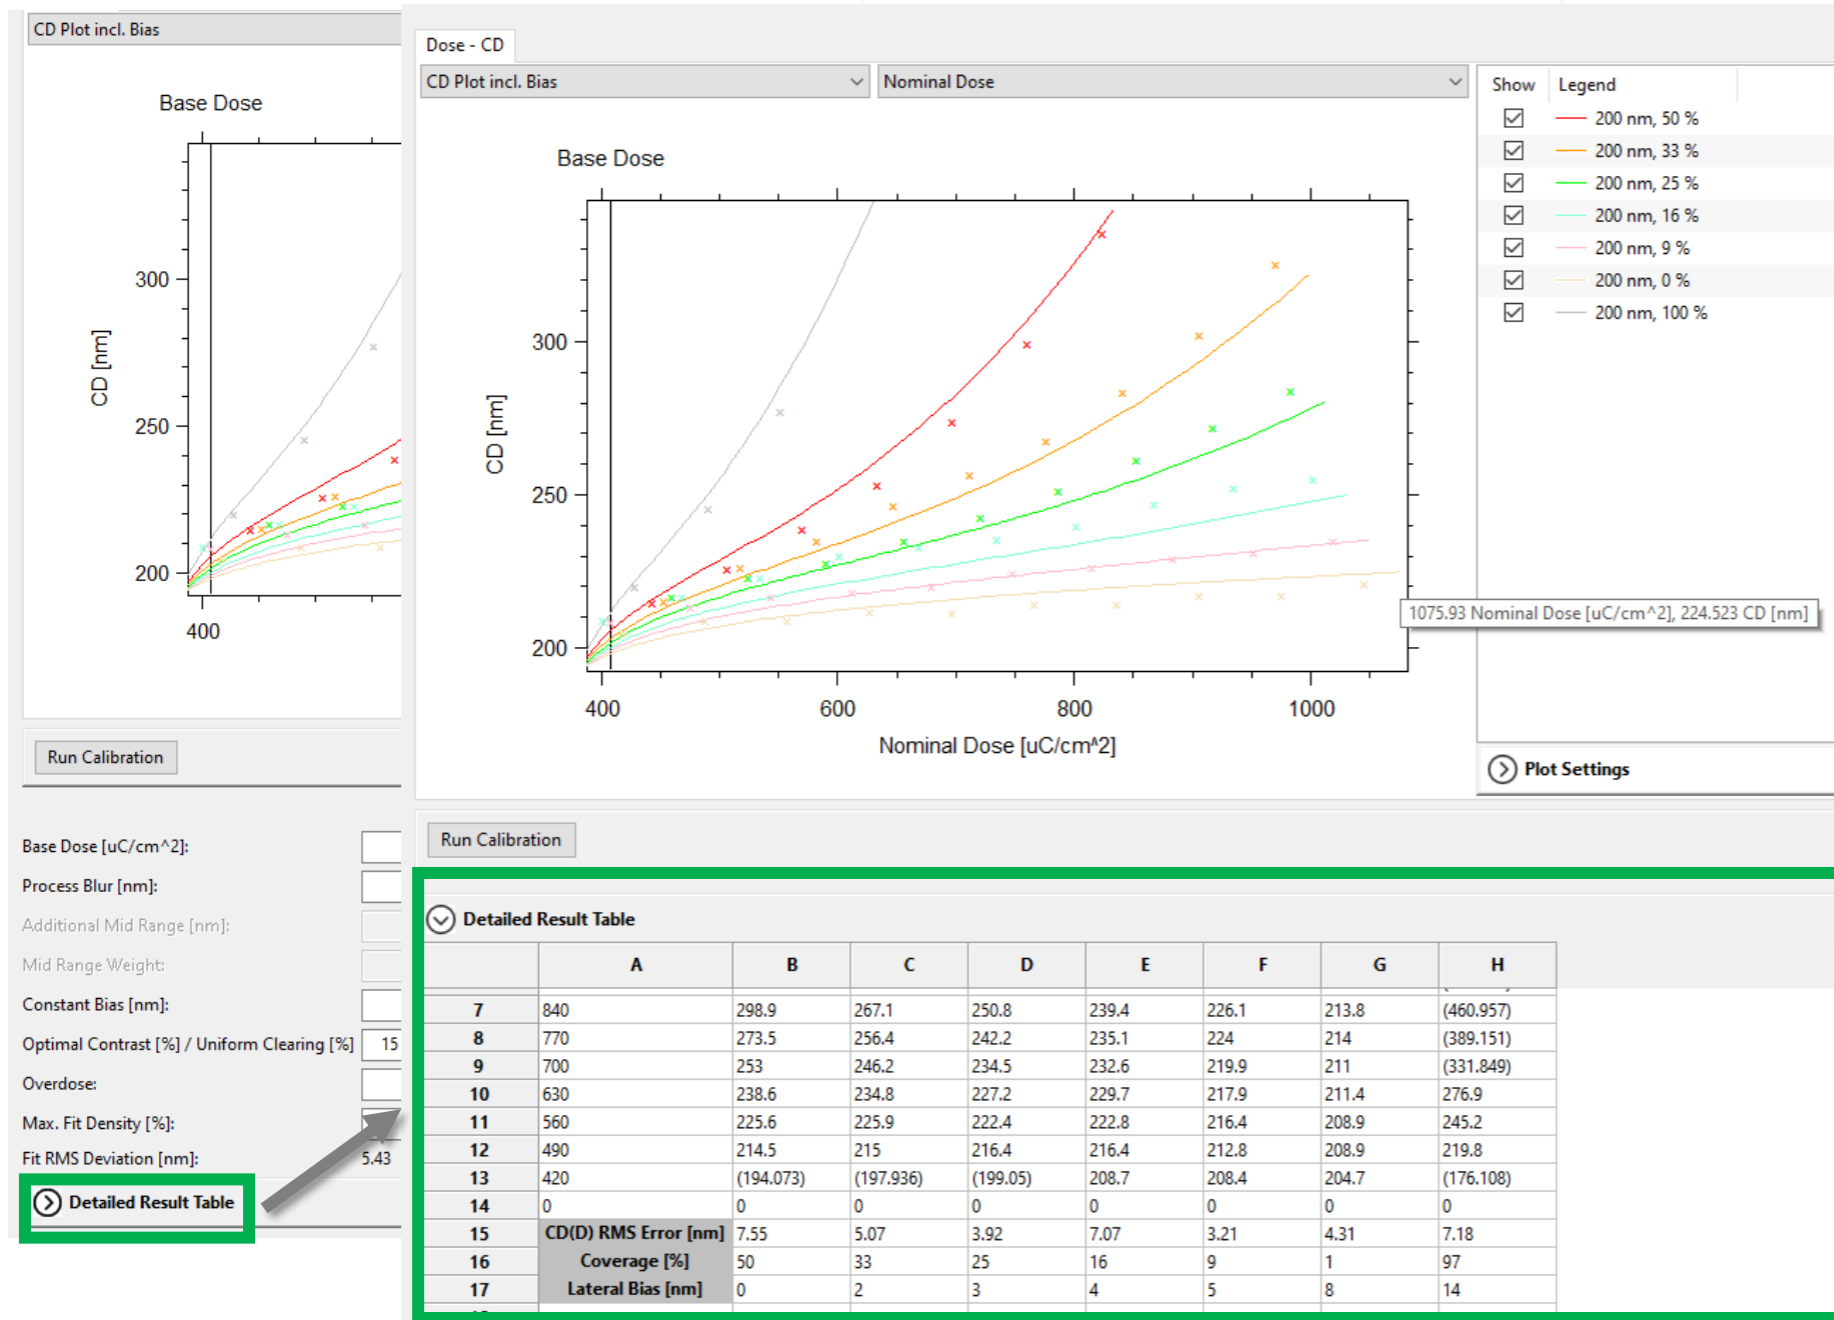 CD Plot incl. Bias
Base Dose
CD [nm]
300
250
200
400
Run Calibration
Base Dose [uC/cm^2]:
Process Blur [nm]:
Additional Mid Range [nm]:
Mid Range Weight:
Constant Bias [nm]:
Optimal Contrast [%] / Uniform Clearing [%] 15
Overdose:
Max. Fit Density [%]:
Fit RMS Deviation [nm]: 5.43
Detailed Result Table
Dose - CD
CD Plot incl. Bias Nominal Dose
Base Dose
CD [nm]
300
250
200
400 600 800 1000
Nominal Dose [uC/cm^2]
Show Legend
200 nm, 50 %
200 nm, 33 %
200 nm, 25 %
200 nm, 16 %
200 nm, 9 %
200 nm, 0 %
200 nm, 100 %
1075.93 Nominal Dose [uC/cm^2], 224.523 CD [nm]
Plot Settings
Run Calibration
Detailed Result Table
A B C D E F G H
7 840 298.9 267.1 250.8 239.4 226.1 213.8 (460.957)
8 770 273.5 256.4 242.2 235.1 224 214 (389.151)
9 700 253 246.2 234.5 232.6 219.9 211 (331.849)
10 630 238.6 234.8 227.2 229.7 217.9 211.4 276.9
11 560 225.6 225.9 222.4 222.8 216.4 208.9 245.2
12 490 214.5 215 216.4 216.4 212.8 208.9 219.8
13 420 (194.073) (197.936) (199.05) 208.7 208.4 204.7 (176.108)
14 0 0 0 0 0 0 0 0
15 CD(D) RMS Error [nm] 7.55 5.07 3.92 7.07 3.21 4.31 7.18
16 Coverage [%] 50 33 25 16 9 1 97
17 Lateral Bias [nm] 0 2 3 4 5 8 14